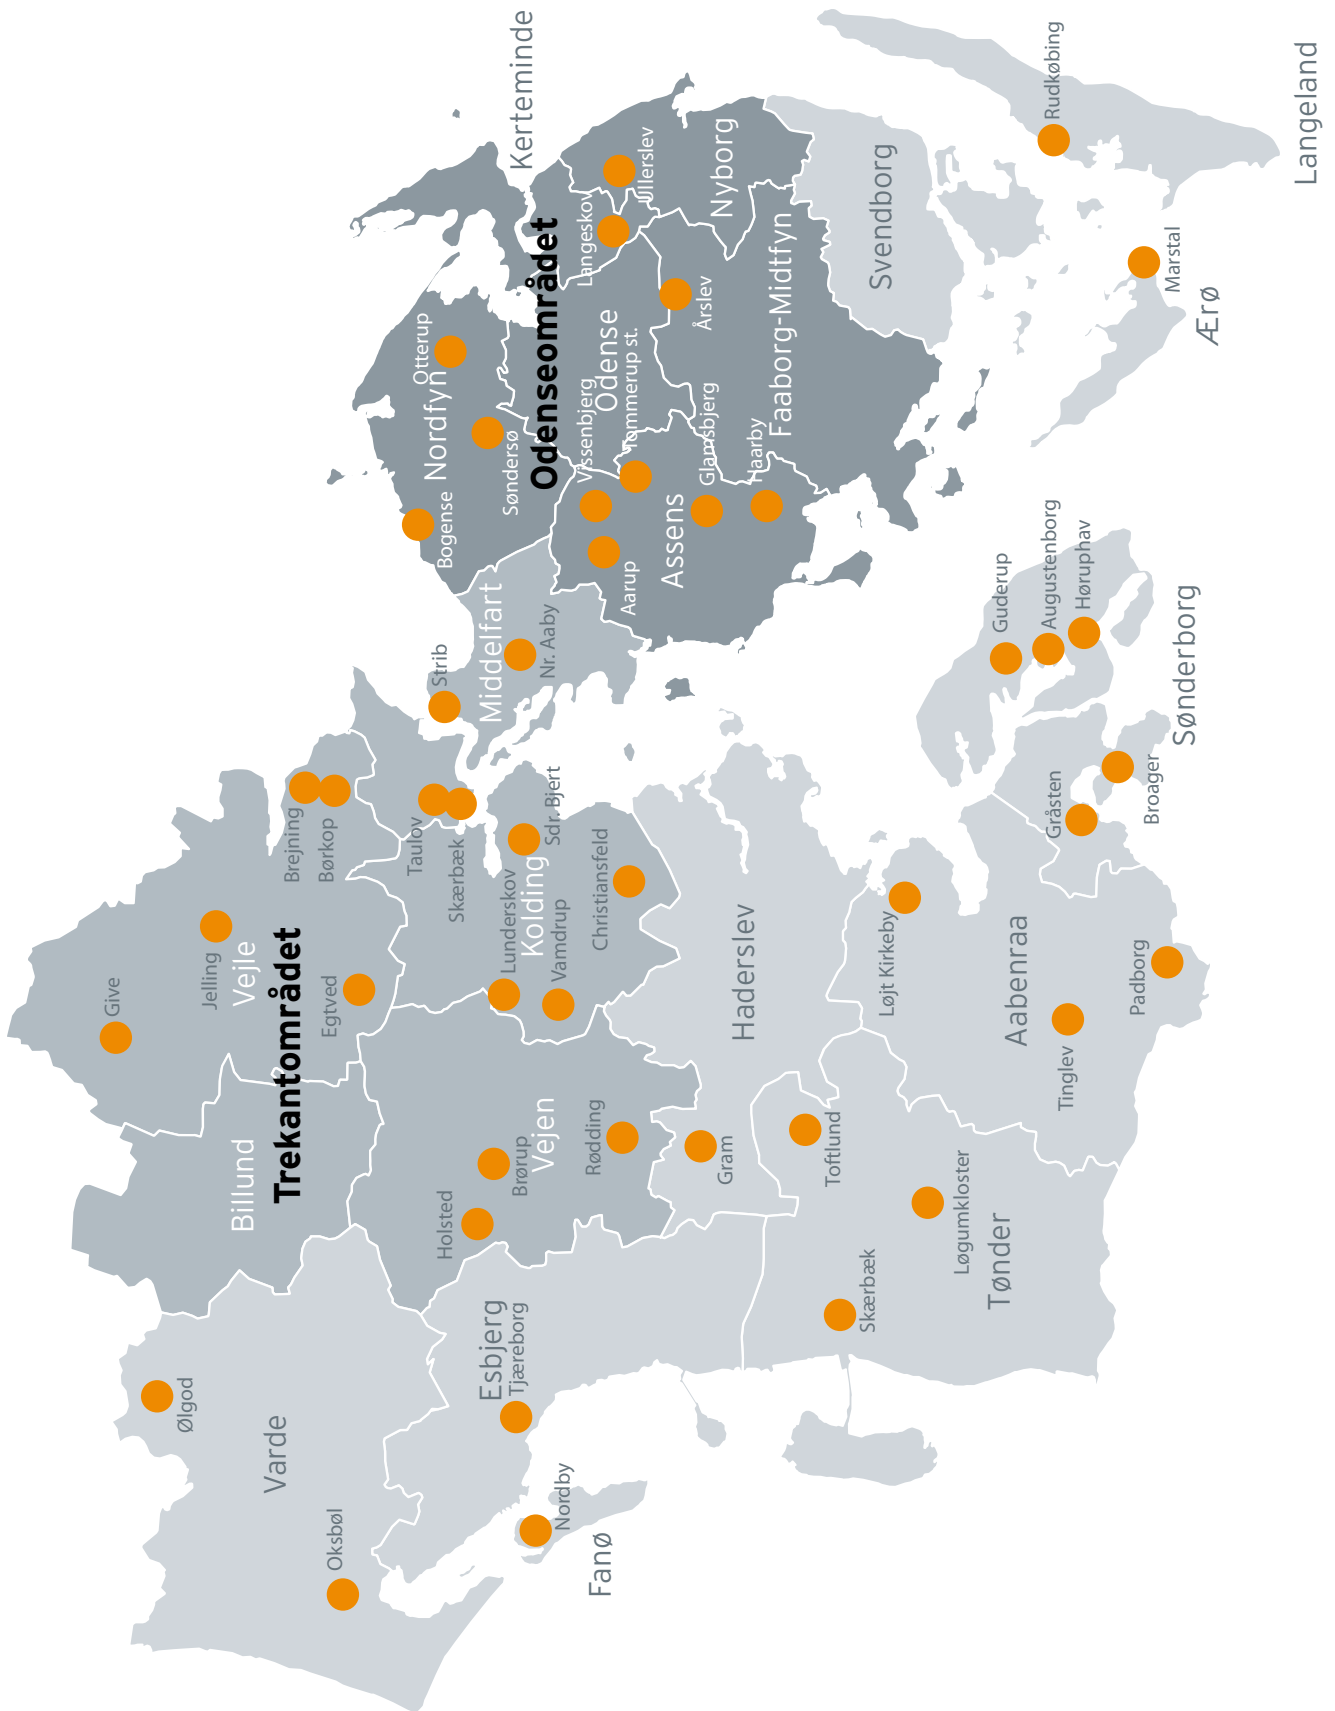 Ølgod
Varde
Oksbøl
Esbjerg
Tjæreborg
Nordby
Fanø
Billund
Trekantområdet
Give
Jelling
Vejle
Egtved
Brejning
Børkop
Taulov
Skærbæk
Holsted
Brørup
Vejen
Rødding
Lunderskov
Kolding
Vamdrup
Sdr. Bjert
Christiansfeld
Strib
Middelfart
Nr. Aaby
Bogense
Nordfyn
Otterup
Søndersø
Odenseområdet
Kerteminde
Langeskov
Ullerslev
Nyborg
Odense
Vissenbjerg
Tommerup st.
Aarup
Assens
Glamsbjerg
Haarby
Årslev
Faaborg-Midtfyn
Svendborg
Rudkøbing
Langeland
Marstal
Ærø
Haderslev
Gram
Toftlund
Skærbæk
Løgumkloster
Tønder
Løjt Kirkeby
Aabenraa
Tinglev
Padborg
Gråsten
Broager
Guderup
Augustenborg
Høruphav
Sønderborg